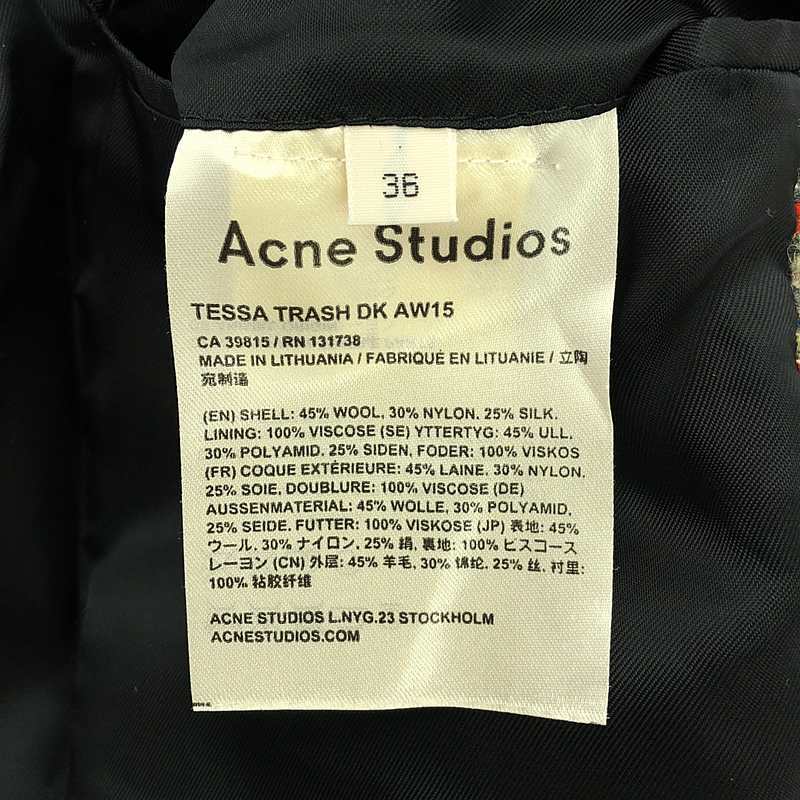 36
Acne Studios
TESSA TRASH DK AW15
CA 39815 / RN 131738
MADE IN LITHUANIA / FABRIQUÉ EN LITUANIE / 立陶
宛制造
(EN) SHELL: 45% WOOL, 30% NYLON, 25% SILK.
LINING: 100% VISCOSE (SE) YTTERTYG: 45% ULL,
30% POLYAMID, 25% SIDEN, FODER: 100% VISKOS
(FR) COQUE EXTÉRIEURE: 45% LAINE, 30% NYLON,
25% SOIE, DOUBLURE: 100% VISCOSE (DE)
AUSSENMATERIAL: 45% WOLLE, 30% POLYAMID,
25% SEIDE, FUTTER: 100% VISKOSE (JP) 表地: 45%
ウール, 30% ナイロン, 25% 絹, 裏地: 100% ビスコース
レーヨン (CN) 外层: 45% 羊毛, 30% 锦纶, 25% 丝, 衬里:
100% 粘胶纤维
ACNE STUDIOS L.NYG.23 STOCKHOLM
ACNESTUDIOS.COM